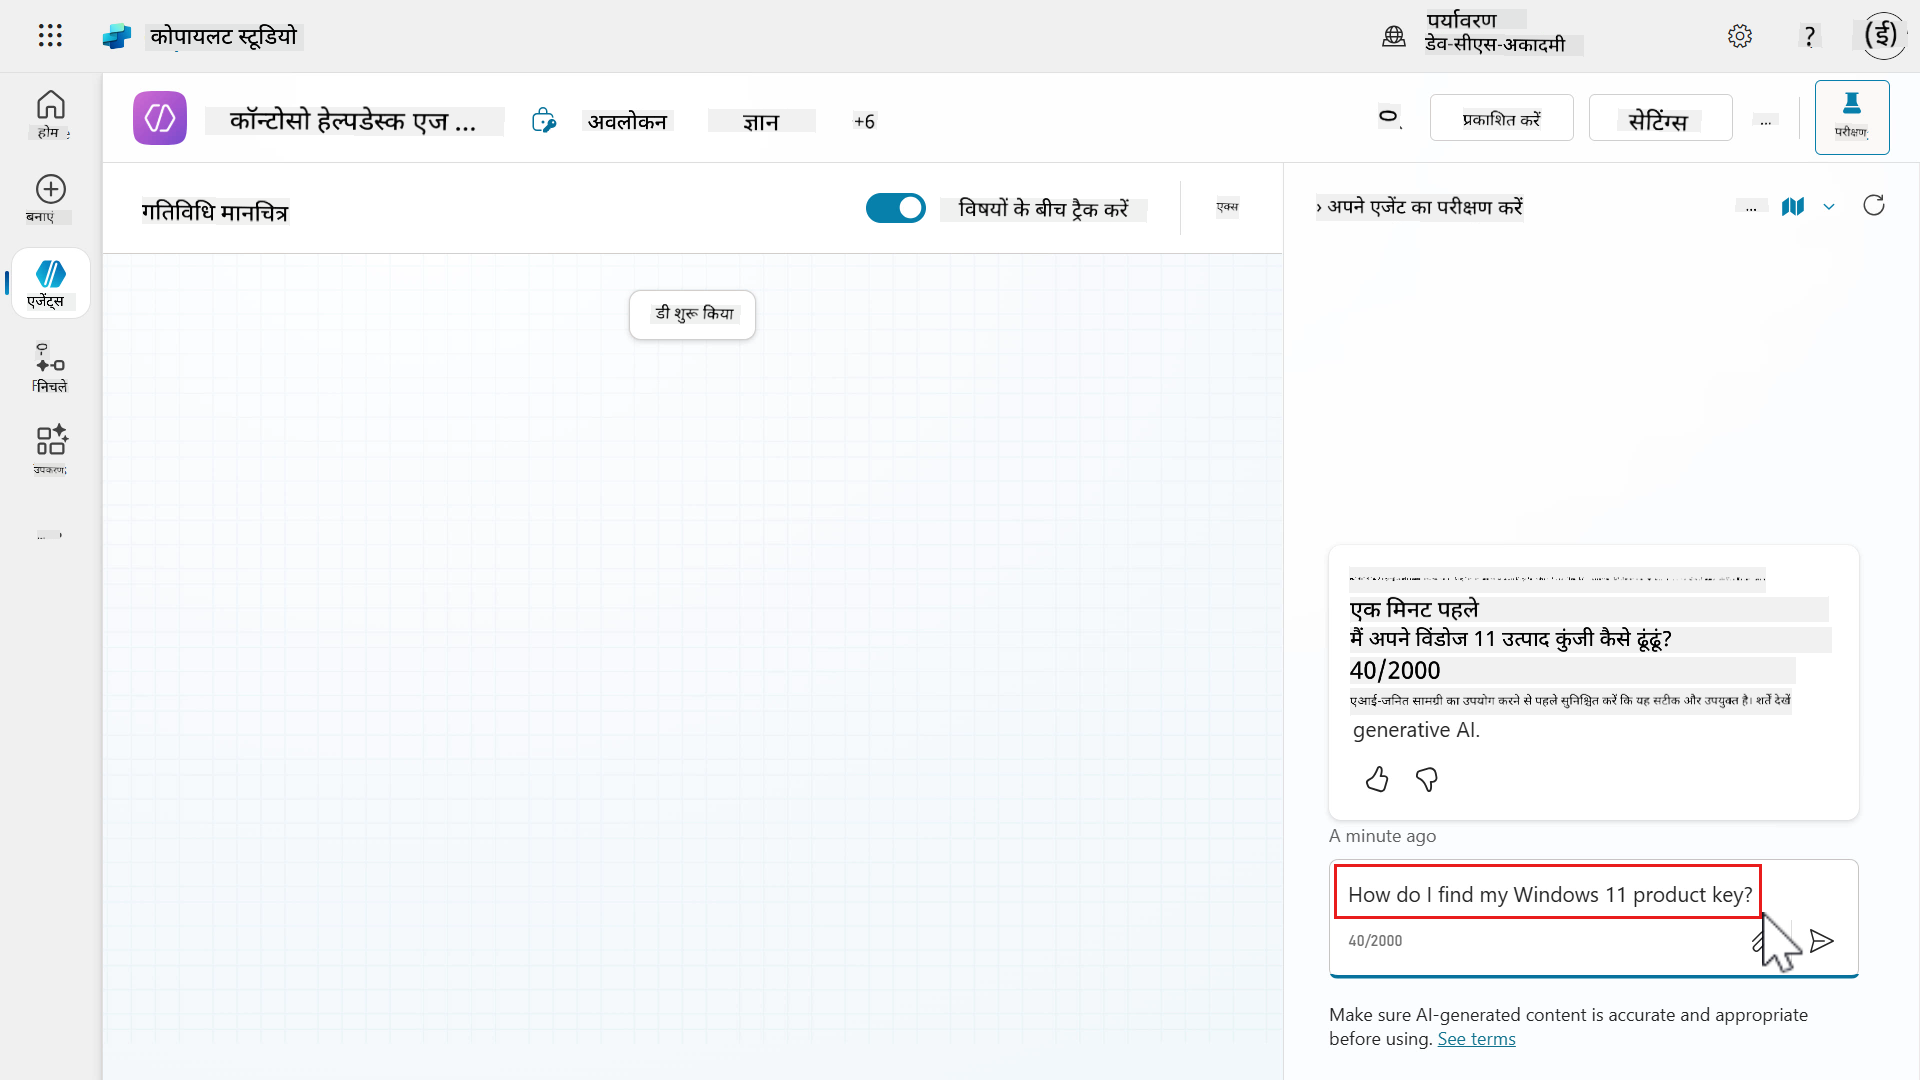 कोपायलट स्टूडियो
पर्यावरण
डेव-सीएस-अकादमी
?
(ई)
होम
बनाएं
एजेंट्स
निचले
उपकरण
...
कॉन्टोसो हेल्पडेस्क एज ...
अवलोकन
ज्ञान
+6
प्रकाशित करें
सेटिंग्स
...
परीक्षण
गतिविधि मानचित्र
विषयों के बीच ट्रैक करें
एक्स
› अपने एजेंट का परीक्षण करें
...
डी शुरू किया
एक मिनट पहले
मैं अपने विंडोज 11 उत्पाद कुंजी कैसे ढूंढूं?
40/2000
एआई-जनित सामग्री का उपयोग करने से पहले सुनिश्चित करें कि यह सटीक और उपयुक्त है। शर्तें देखें
generative AI.
A minute ago
How do I find my Windows 11 product key?
40/2000
Make sure AI-generated content is accurate and appropriate
before using. See terms